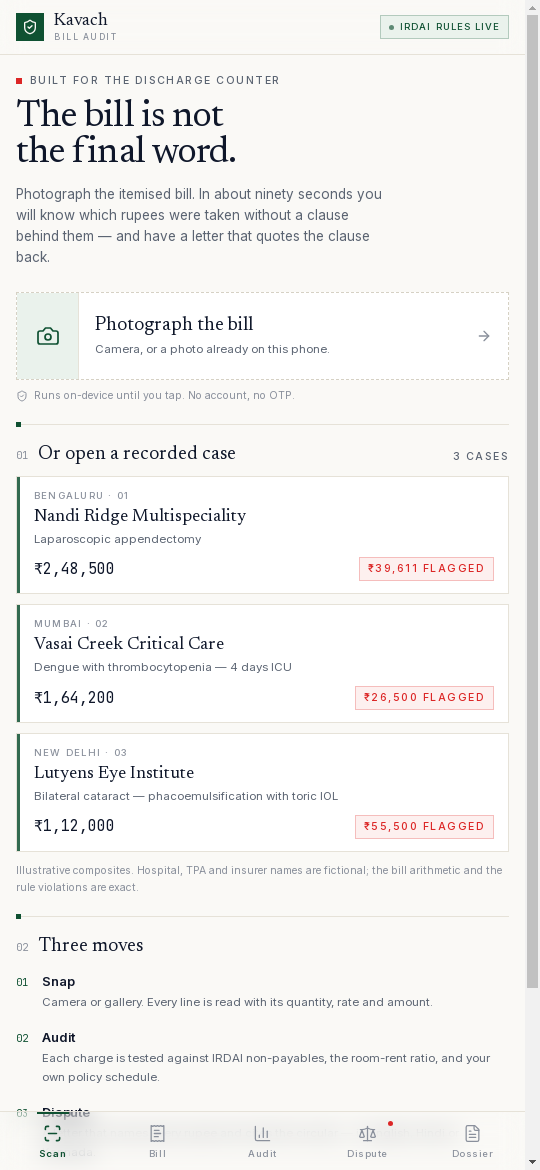 Kavach
BILL AUDIT
IRDAI RULES LIVE
BUILT FOR THE DISCHARGE COUNTER
The bill is not
the final word.
Photograph the itemised bill. In about ninety seconds you
will know which rupees were taken without a clause
behind them — and have a letter that quotes the clause
back.
Photograph the bill
Camera, or a photo already on this phone.
Runs on-device until you tap. No account, no OTP.
01 Or open a recorded case
3 CASES
BENGALURU · 01
Nandi Ridge Multispeciality
Laparoscopic appendectomy
₹2,48,500
₹39,611 FLAGGED
MUMBAI · 02
Vasai Creek Critical Care
Dengue with thrombocytopenia — 4 days ICU
₹1,64,200
₹26,500 FLAGGED
NEW DELHI · 03
Lutyens Eye Institute
Bilateral cataract — phacoemulsification with toric IOL
₹1,12,000
₹55,500 FLAGGED
Illustrative composites. Hospital, TPA and insurer names are fictional; the bill arithmetic and the
rule violations are exact.
02 Three moves
01 Snap
Camera or gallery. Every line is read with its quantity, rate and amount.
02 Audit
Each charge is tested against IRDAI non-payables, the room-rent ratio, and your
own policy schedule.
03 Dispute
Scan
Bill
Audit
Dispute
Dossier